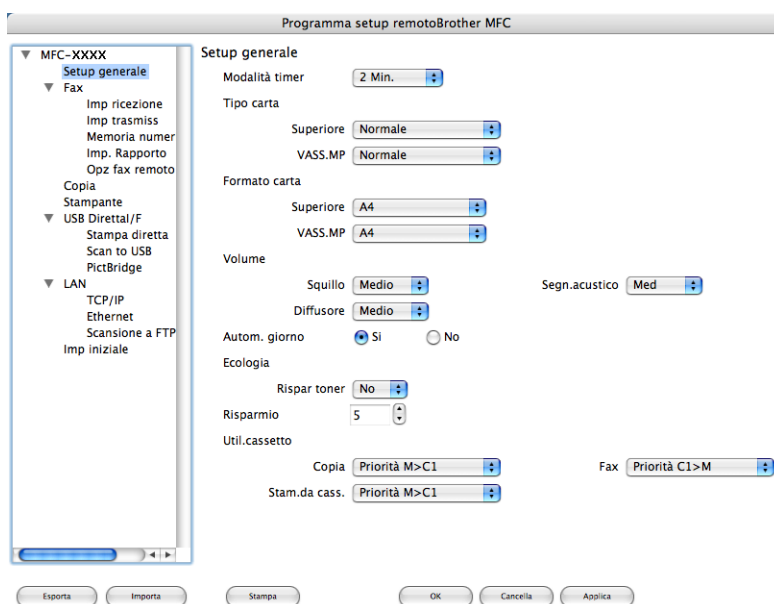 Programma setup remotoBrother MFC
MFC-XXXX
Setup generale
Fax
Imp ricezione
Imp trasmiss
Memoria numer
Imp. Rapporto
Opz fax remoto
Copia
Stampante
USB Direttal/F
Stampa diretta
Scan to USB
PictBridge
LAN
TCP/IP
Ethernet
Scansione a FTP
Imp iniziale
Setup generale
Modalità timer 2 Min.
Tipo carta
Superiore Normale
VASS.MP Normale
Formato carta
Superiore A4
VASS.MP A4
Volume
Squillo Medio Segn.acustico Med
Diffusore Medio
Autom. giorno Si No
Ecologia
Rispar toner No
Risparmio 5
Util.cassetto
Copia Priorità M>C1 Fax Priorità C1>M
Stam.da cass. Priorità M>C1
Esporta Importa Stampa OK Cancella Applica